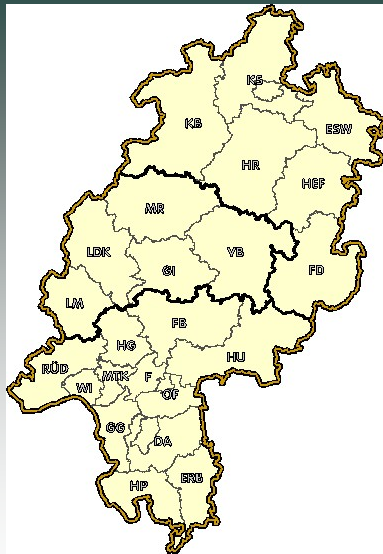 KS
KB
ESW
HR
HEF
MR
LDK
VB
GI
FD
LM
FB
HG
HU
RÜD
MTK
F
WI
OF
GG
DA
ERB
HP